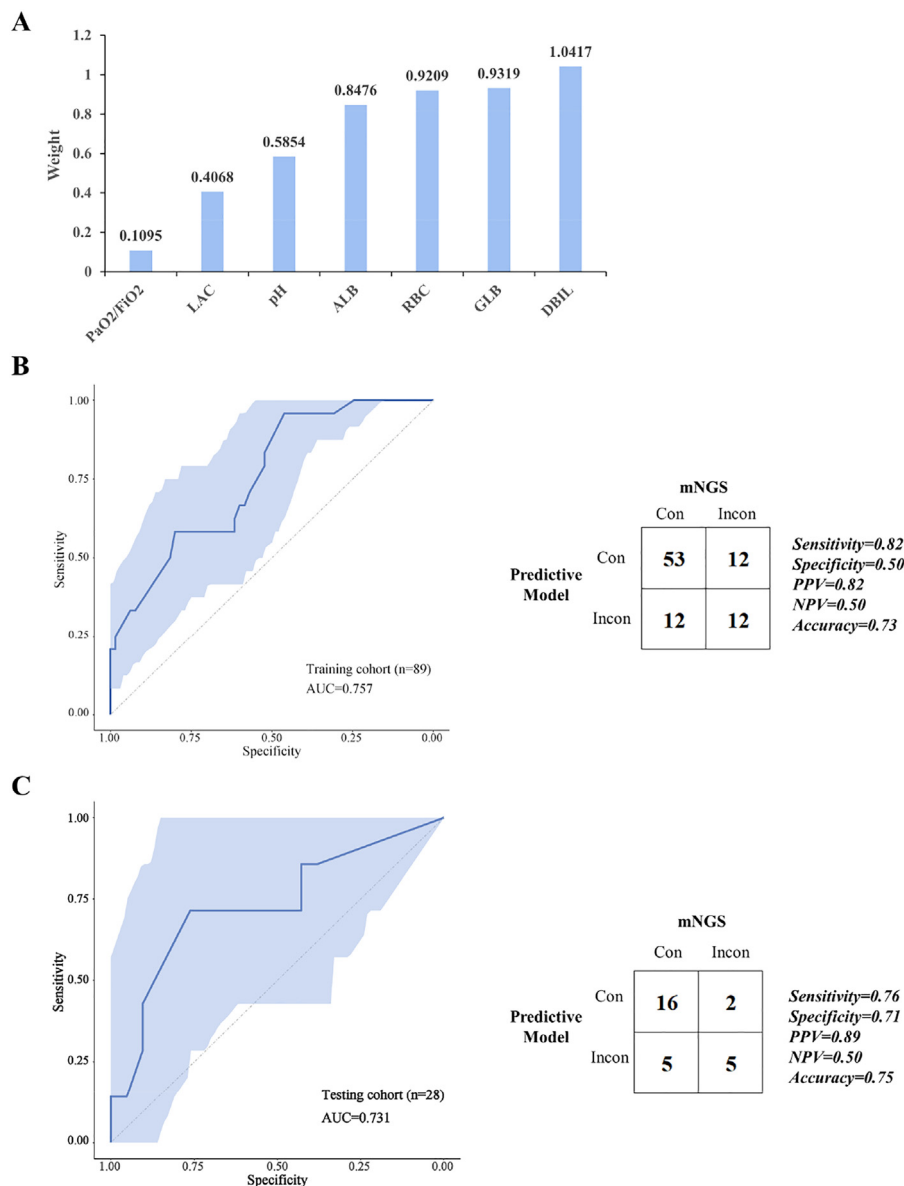 A
Weight
1.2
1
0.8
0.6
0.4
0.2
0
0.1095
0.4068
0.5854
0.8476
0.9209
0.9319
1.0417
PaO2/FiO2
LAC
pH
ALB
RBC
GLB
DBIL
B
Sensitivity
1.00
0.75
0.50
0.25
0.00
Training cohort (n=89)
AUC=0.757
1.00 0.75 0.50 0.25 0.00
Specificity
mNGS
Con Incon
Predictive
Model
Con 53 12
Incon 12 12
Sensitivity=0.82
Specificity=0.50
PPV=0.82
NPV=0.50
Accuracy=0.73
C
Sensitivity
1.00
0.75
0.50
0.25
0.00
Testing cohort (n=28)
AUC=0.731
1.00 0.75 0.50 0.25 0.00
Specificity
mNGS
Con Incon
Predictive
Model
Con 16 2
Incon 5 5
Sensitivity=0.76
Specificity=0.71
PPV=0.89
NPV=0.50
Accuracy=0.75